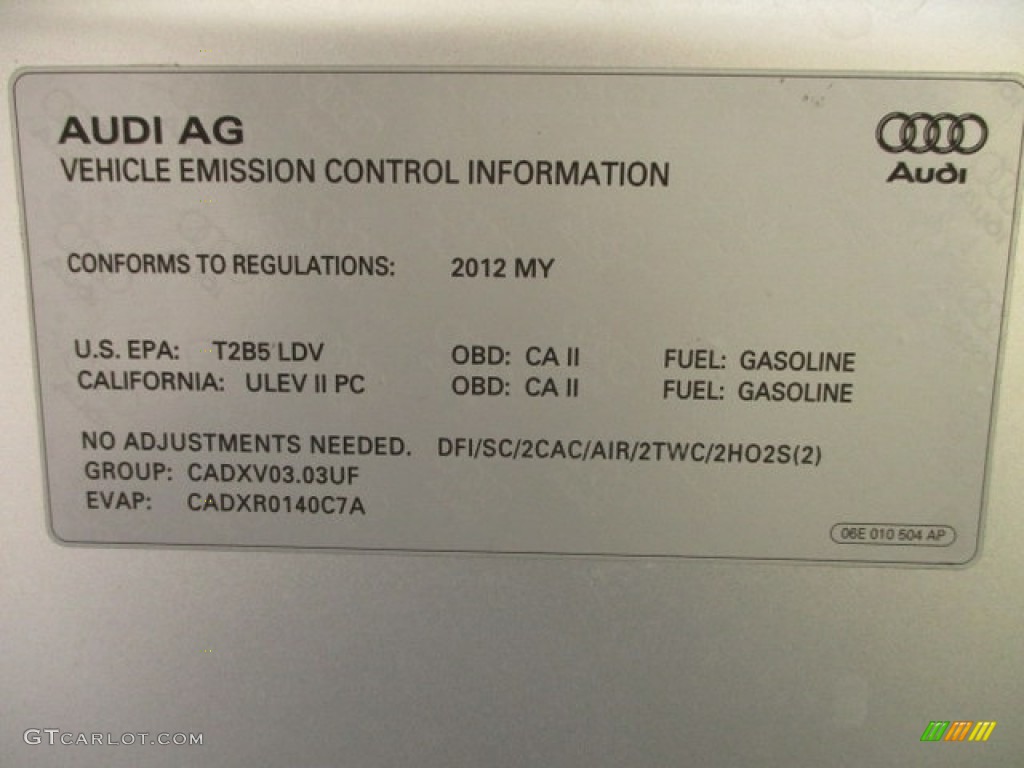 AUDI AG
VEHICLE EMISSION CONTROL INFORMATION
Audi
CONFORMS TO REGULATIONS: 2012 MY
U.S. EPA: T2B5 LDV OBD: CA II FUEL: GASOLINE
CALIFORNIA: ULEV II PC OBD: CA II FUEL: GASOLINE
NO ADJUSTMENTS NEEDED. DFI/SC/2CAC/AIR/2TWC/2HO2S(2)
GROUP: CADXV03.03UF
EVAP: CADXR0140C7A
06E 010 504 AP
GTCARLOT.COM